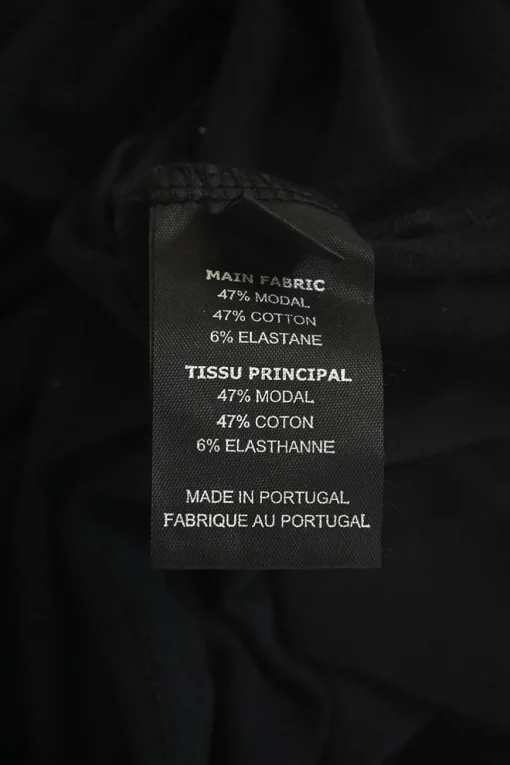 MAIN FABRIC
47% MODAL
47% COTTON
6% ELASTANE
TISSU PRINCIPAL
47% MODAL
47% COTON
6% ELASTHANNE
MADE IN PORTUGAL
FABRIQUE AU PORTUGAL